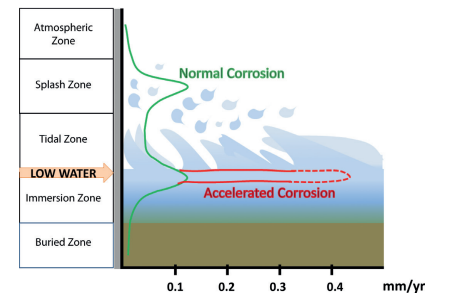 Atmospheric
Zone
Splash Zone
Normal Corrosion
Tidal Zone
LOW WATER
Accelerated Corrosion
Immersion Zone
Buried Zone
0.1
0.2
0.3
0.4
mm/yr